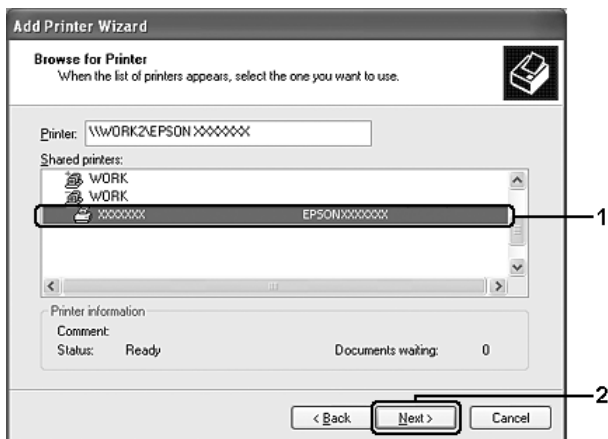 Add Printer Wizard
Browse for Printer
When the list of printers appears, select the one you want to use.
Printer: \\WORK2\EPSON XXXXXXX
Shared printers:
WORK
WORK
XXXXXXX EPSONXXXXXXX
1
Printer information
Comment:
Status: Ready Documents waiting: 0
2
< Back Next > Cancel